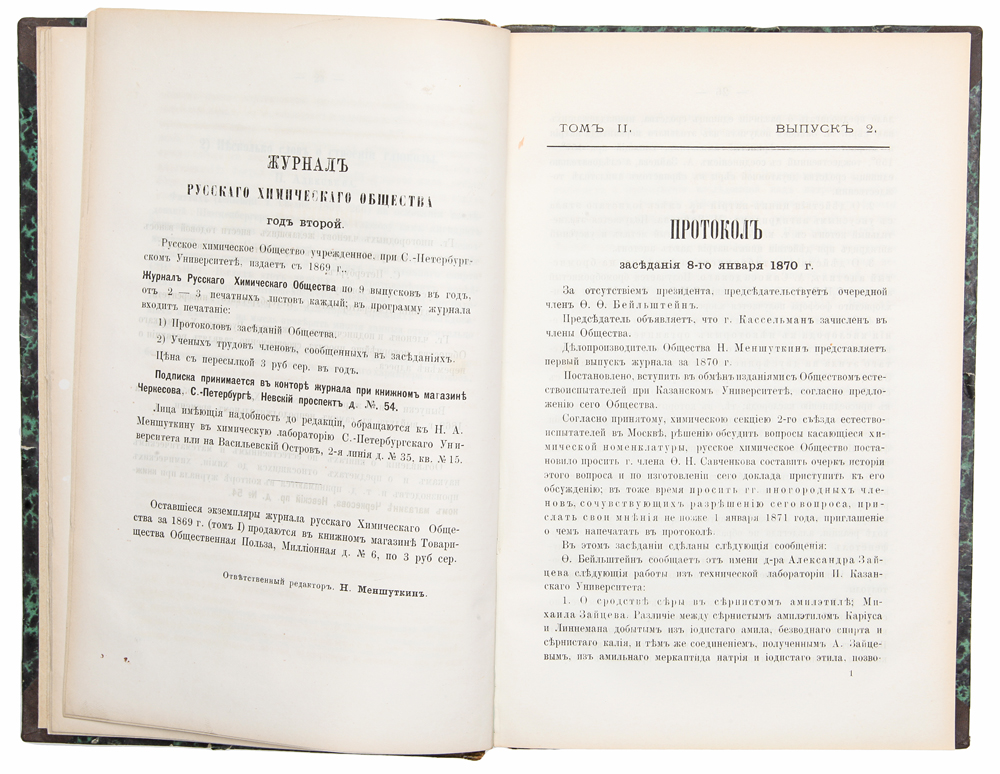 ЖУРНАЛЪ
РУССКАГО ХИМИЧЕСКАГО ОБЩЕСТВА
годъ второй.
Русское химическое Общество учрежденное, при С.-Петербург-
скомъ Университетѣ, издаетъ съ 1869 г.,
Журналъ Русскаго Химическаго Общества по 9 выпусковъ въ годъ,
отъ 2 — 3 печатныхъ листовъ каждый; въ программу журнала
входитъ печатаніе:
1) Протоколовъ засѣданій Общества.
2) Ученыхъ трудовъ членовъ, сообщенныхъ въ засѣданіяхъ.
Цѣна съ пересылкой 3 руб сер. въ годъ.
Подписка принимается въ конторѣ журнала при книжномъ магазинѣ
Черкесова, С.-Петербургѣ, Невскій проспектъ д. №. 54.
Лица имѣющія надобность до редакціи, обращаются къ Н. А.
Меншуткину въ химическую лабораторію С.-Петербургскаго Уни-
верситета или на Васильевскій Островъ, 2-я линія д. № 35, кв. № 15.
Оставшіеся экземпляры журнала русскаго Химическаго Обще-
ства за 1869 г. (томъ I) продаются въ книжномъ магазинѣ Товари-
щества Общественная Польза, Милліонная д. № 6, по 3 руб сер.
Отвѣтственный редакторъ. Н. Меншуткинъ.
ТОМЪ II. ВЫПУСКЪ 2.
ПРОТОКОЛЪ
засѣданія 8-го января 1870 г.
За отсутствіемъ президента, предсѣдательствуетъ очередной
членъ Ѳ. Ѳ. Бейльштейнъ.
Предсѣдатель объявляетъ, что г. Кассельманъ зачисленъ въ
члены Общества.
Дѣлопроизводитель Общества Н. Меншуткинъ представляетъ
первый выпускъ журнала за 1870 г.
Постановлено, вступить въ обмѣнъ изданіями съ Обществомъ есте-
ствоиспытателей при Казанскомъ Университетѣ, согласно предло-
женію сего Общества.
Согласно принятому, химическою секціею 2-го съѣзда естество-
испытателей въ Москвѣ, рѣшенію обсудить вопросы касающіеся хи-
мической номенклатуры, русское химическое Общество поста-
новило просить г. члена Ѳ. Н. Савченкова составить очеркъ исторіи
этого вопроса и по изготовленіи сего доклада приступить къ его
обсужденію; въ тоже время просить гг. иногородныхъ чле-
новъ, сочувствующихъ разрѣшенію сего вопроса, при-
слать свои мнѣнія не позже 1 января 1871 года, приглашеніе
о чемъ напечатать въ протоколѣ.
Въ этомъ засѣданіи сдѣланы слѣдующія сообщенія:
Ѳ. Бейльштейнъ сообщаетъ отъ имени д-ра Александра Зай-
цева слѣдующія работы изъ технической лабораторіи И. Казан-
скаго Университета:
1. О сродствѣ сѣры въ сѣрнистомъ амилэтилѣ; Ми-
хаила Зайцева. Различіе между сѣрнистымъ амилэтиломъ Каріуса
и Линнемана добытымъ изъ іодистаго амила, безводнаго спирта и
сѣрнистаго калія, и тѣмъ же соединеніемъ, полученнымъ А. Зайце-
вымъ, изъ амильнаго меркаптида натрія и іодистаго этила, позво-
1